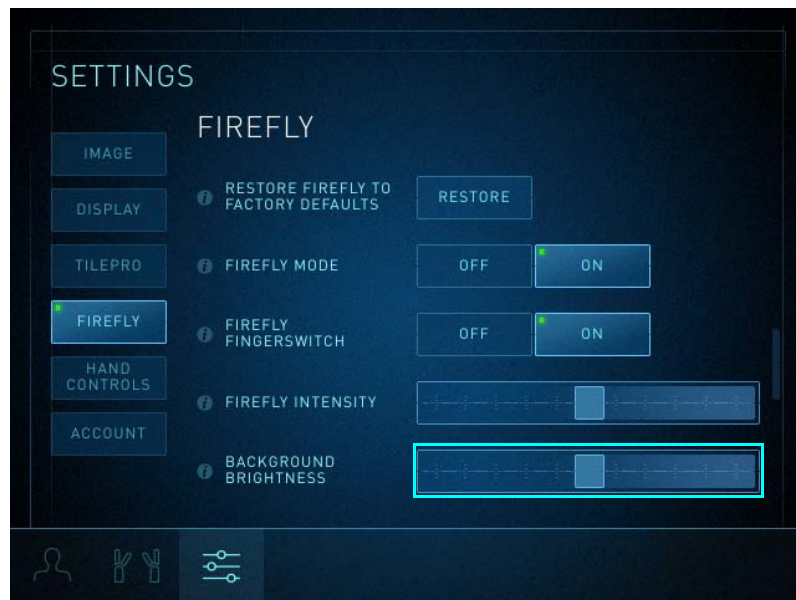 SETTINGS
FIREFLY
IMAGE
DISPLAY
TILEPRO
FIREFLY
HAND
CONTROLS
ACCOUNT
RESTORE FIREFLY TO
FACTORY DEFAULTS
RESTORE
FIREFLY MODE
OFF
ON
FIREFLY
FINGERSWITCH
OFF
ON
FIREFLY INTENSITY
BACKGROUND
BRIGHTNESS